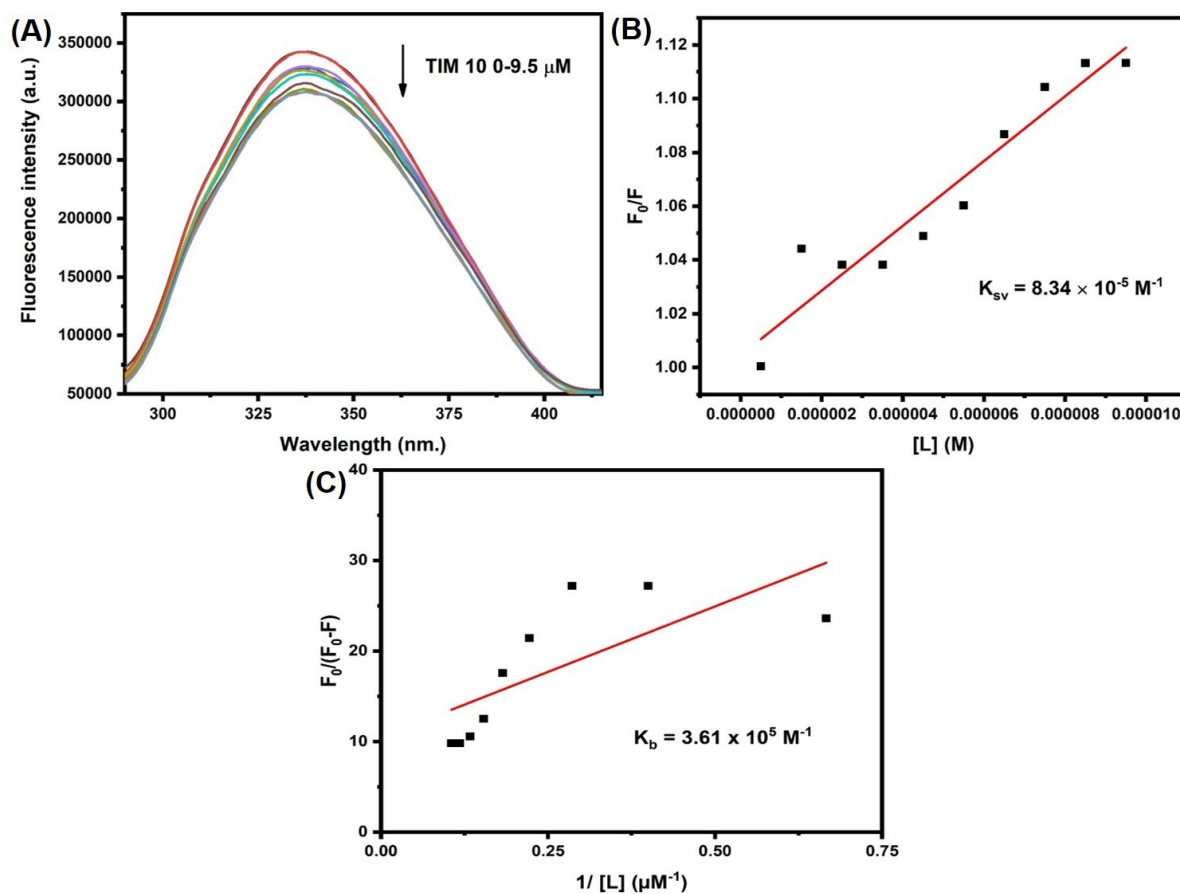 (A)
350000
300000
250000
200000
150000
100000
50000
Fluorescence intensity (a.u.)
TIM 10 0-9.5 μM
300 325 350 375 400
Wavelength (nm.)
(B)
1.12
1.10
1.08
1.06
1.04
1.02
1.00
F₀/F
Kₛᵥ = 8.34 × 10⁻⁵ M⁻¹
0.000000 0.000002 0.000004 0.000006 0.000008 0.000010
[L] (M)
(C)
40
30
20
10
0
F₀/(F₀-F)
K_b = 3.61 x 10⁵ M⁻¹
0.00 0.25 0.50 0.75
1/ [L] (μM⁻¹)